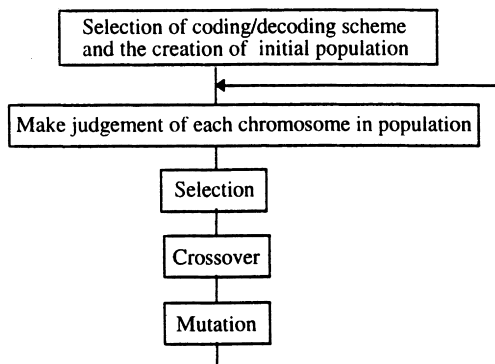 Selection of coding/decoding scheme
and the creation of initial population
Make judgement of each chromosome in population
Selection
Crossover
Mutation